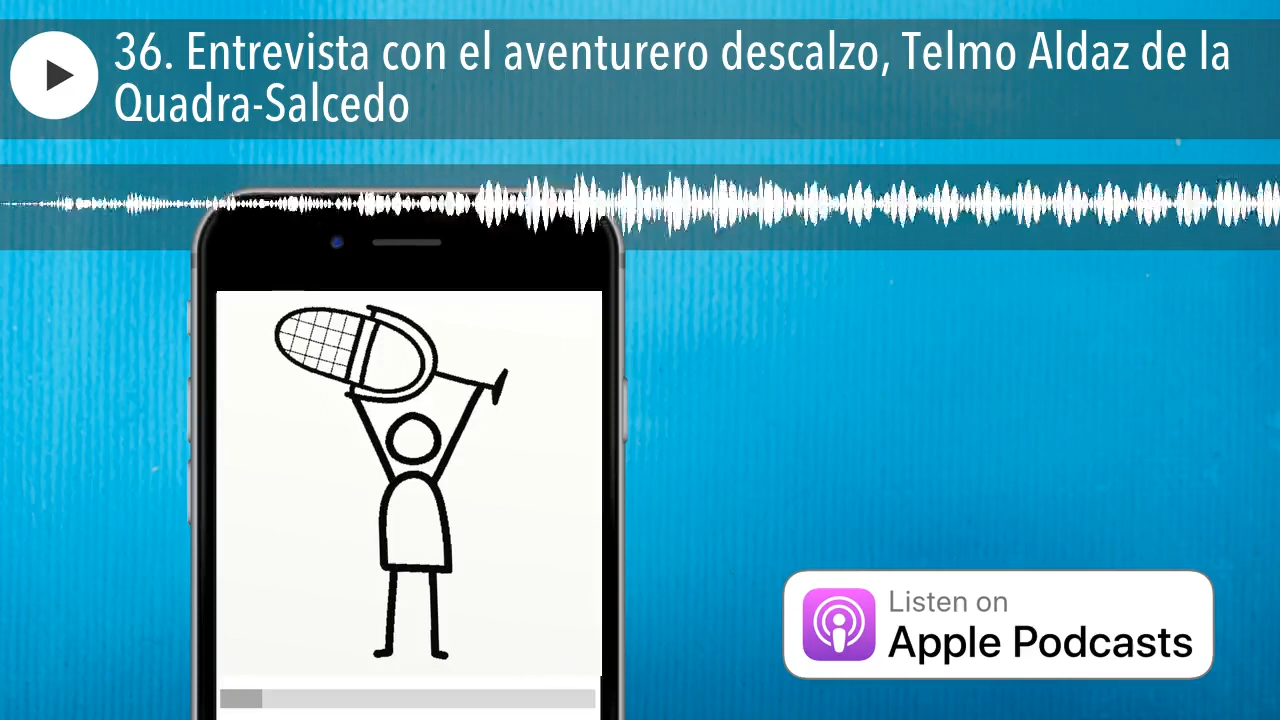 36. Entrevista con el aventurero descalzo, Telmo Aldaz de la
Quadra-Salcedo
Listen on
Apple Podcasts